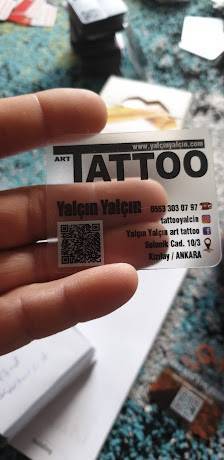 www.yalçınyalçın.com
ART TATTOO
Yalçın Yalçın
0553 303 07 97
tattooyalcin
Yalçın Yalçın art tattoo
Selanik Cad. 10/3
Kızılay / ANKARA